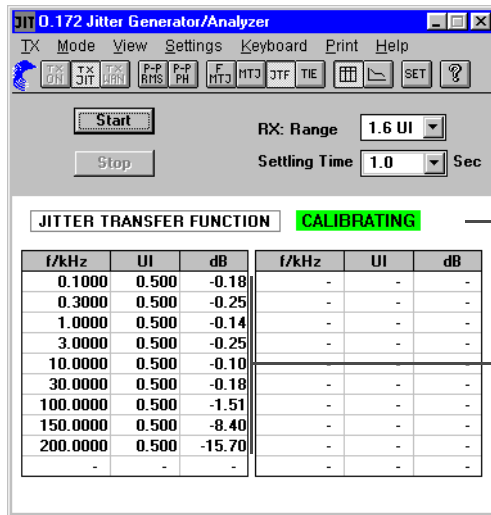 JIT O.172 Jitter Generator/Analyzer
TX Mode View Settings Keyboard Print Help
TX ON TX JIT TX WAN P-P RMS P-P PH F MTJ MTJ JTF TIE SET ?
Start
RX: Range 1.6 UI
Stop
Settling Time 1.0 Sec
JITTER TRANSFER FUNCTION CALIBRATING
f/kHz UI dB f/kHz UI dB
0.1000 0.500 -0.18 - - -
0.3000 0.500 -0.25 - - -
1.0000 0.500 -0.14 - - -
3.0000 0.500 -0.25 - - -
10.0000 0.500 -0.10 - - -
30.0000 0.500 -0.18 - - -
100.0000 0.500 -1.51 - - -
150.0000 0.500 -8.40 - - -
200.0000 0.500 -15.70 - - -
- - - - - -